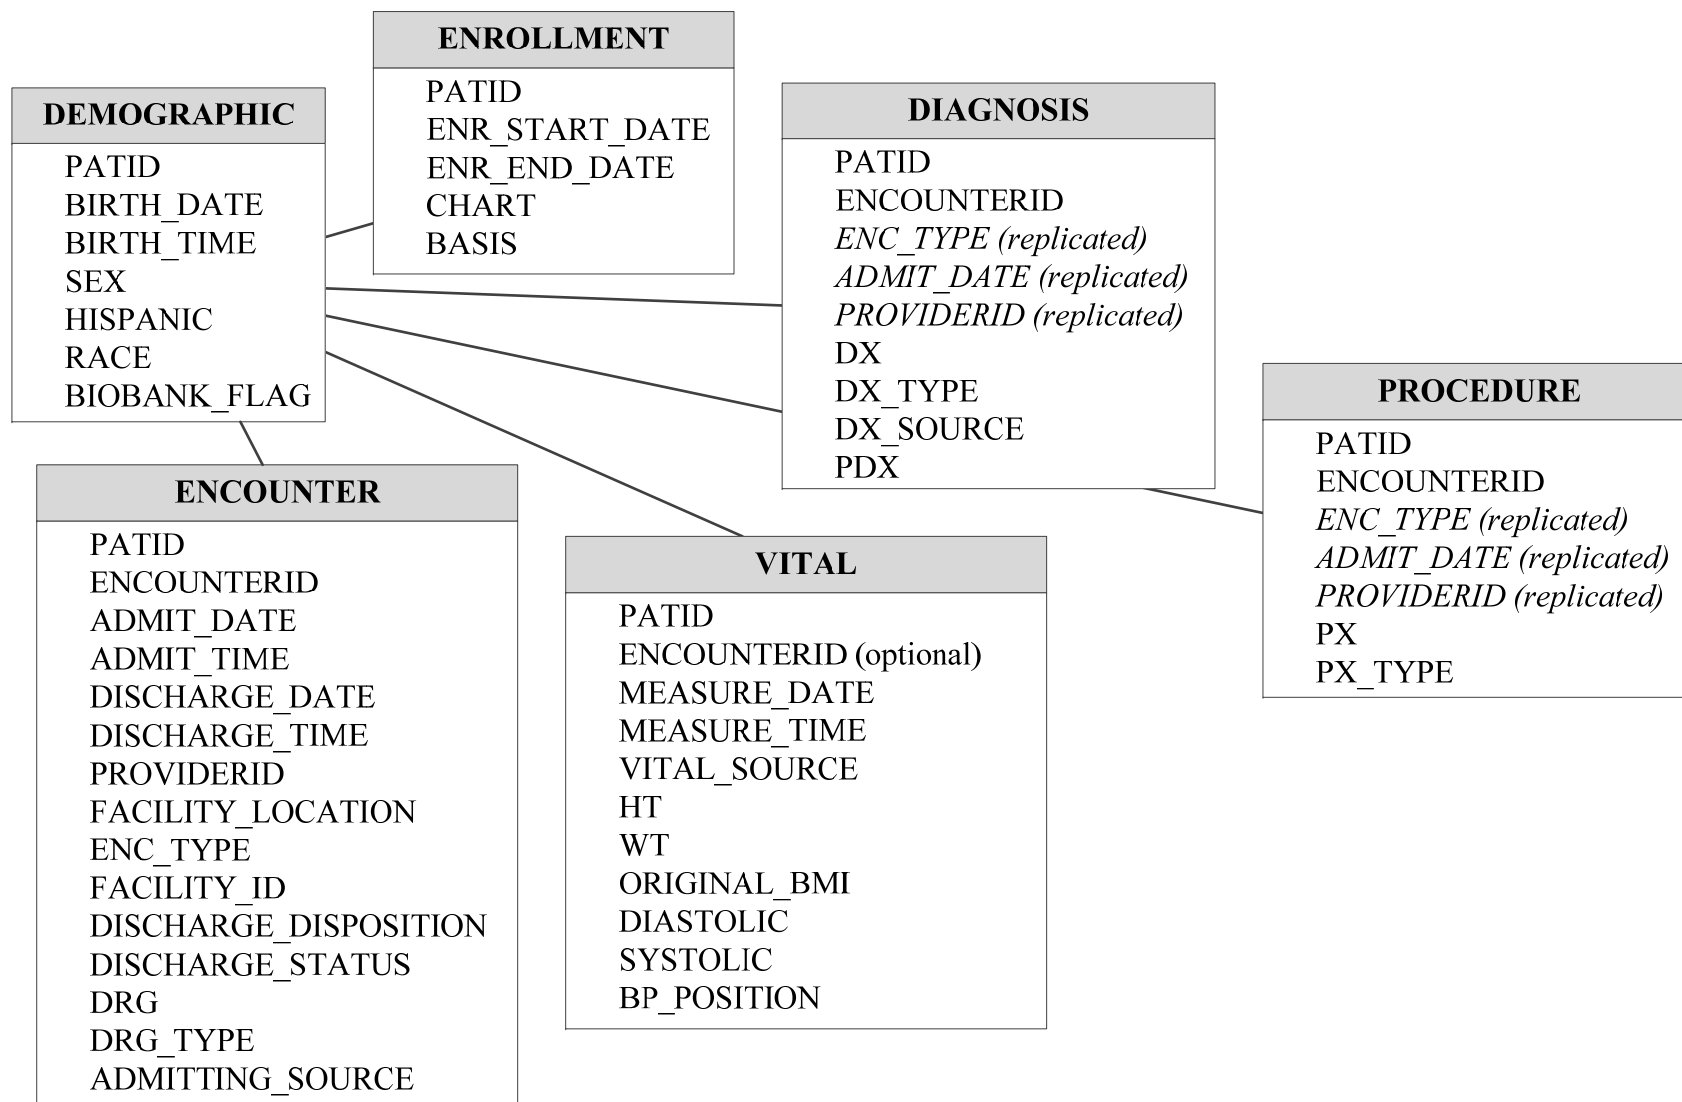 ENROLLMENT
PATID
ENR_START_DATE
ENR_END_DATE
CHART
BASIS
DEMOGRAPHIC
PATID
BIRTH_DATE
BIRTH_TIME
SEX
HISPANIC
RACE
BIOBANK_FLAG
DIAGNOSIS
PATID
ENCOUNTERID
ENC_TYPE (replicated)
ADMIT_DATE (replicated)
PROVIDERID (replicated)
DX
DX_TYPE
DX_SOURCE
PDX
PROCEDURE
PATID
ENCOUNTERID
ENC_TYPE (replicated)
ADMIT_DATE (replicated)
PROVIDERID (replicated)
PX
PX_TYPE
ENCOUNTER
PATID
ENCOUNTERID
ADMIT_DATE
ADMIT_TIME
DISCHARGE_DATE
DISCHARGE_TIME
PROVIDERID
FACILITY_LOCATION
ENC_TYPE
FACILITY_ID
DISCHARGE_DISPOSITION
DISCHARGE_STATUS
DRG
DRG_TYPE
ADMITTING_SOURCE
VITAL
PATID
ENCOUNTERID (optional)
MEASURE_DATE
MEASURE_TIME
VITAL_SOURCE
HT
WT
ORIGINAL_BMI
DIASTOLIC
SYSTOLIC
BP_POSITION